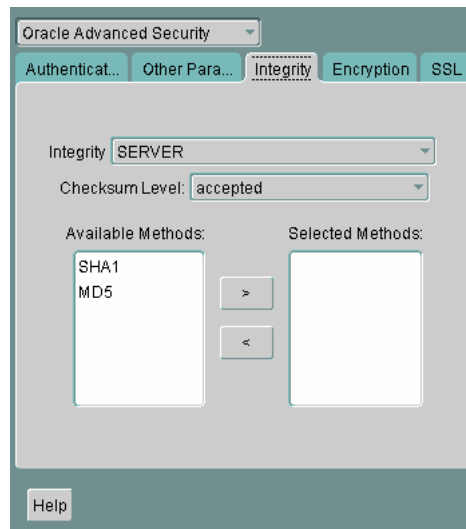 Oracle Advanced Security
Authenticat... Other Para... Integrity Encryption SSL
Integrity SERVER
Checksum Level: accepted
Available Methods: Selected Methods:
SHA1
MD5
>
<
Help